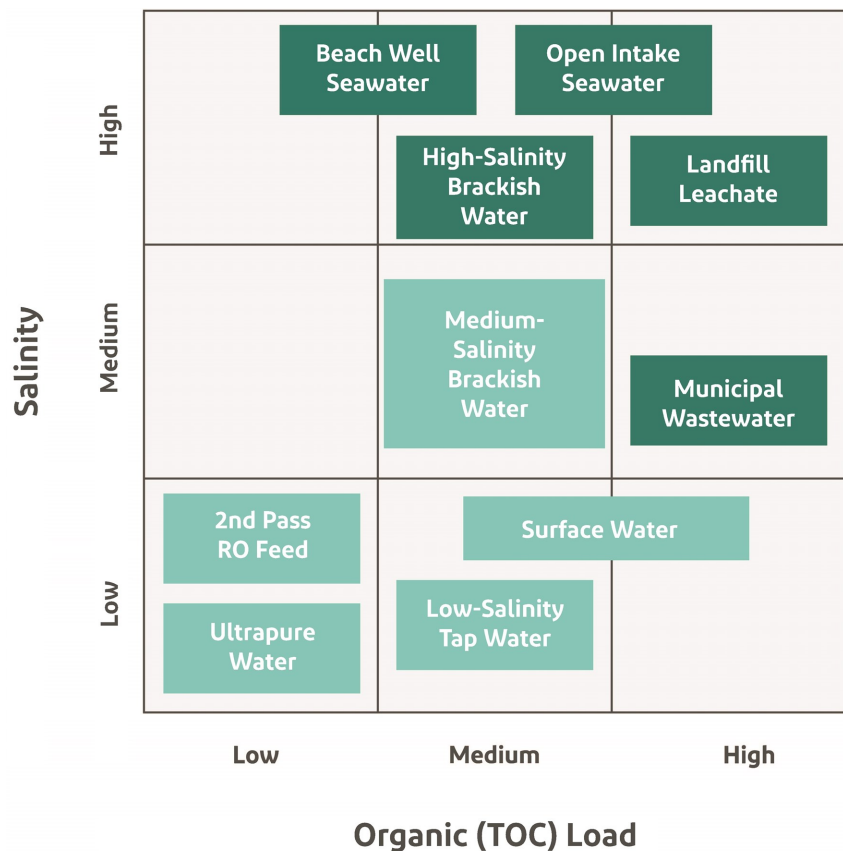 Beach Well
Seawater
Open Intake
Seawater
High
High-Salinity
Brackish
Water
Landfill
Leachate
Salinity
Medium
Medium-
Salinity
Brackish
Water
Municipal
Wastewater
Low
2nd Pass
RO Feed
Surface Water
Ultrapure
Water
Low-Salinity
Tap Water
Low
Medium
High
Organic (TOC) Load